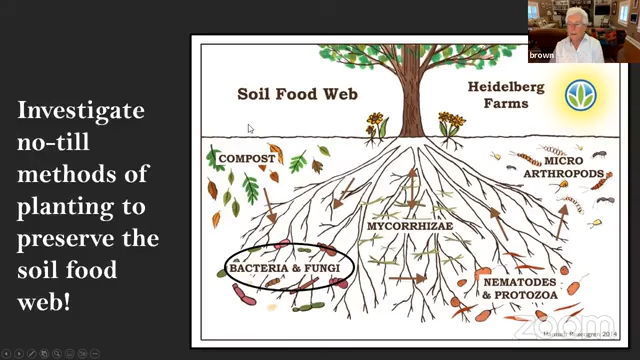 brown
Investigate
no-till
methods of
planting to
preserve the
soil food
web!
Soil Food Web
Heidelberg
Farms
COMPOST
MICRO
ARTHROPODS
MYCORRHIZAE
BACTERIA & FUNGI
NEMATODES
& PROTOZOA
2014
zoom